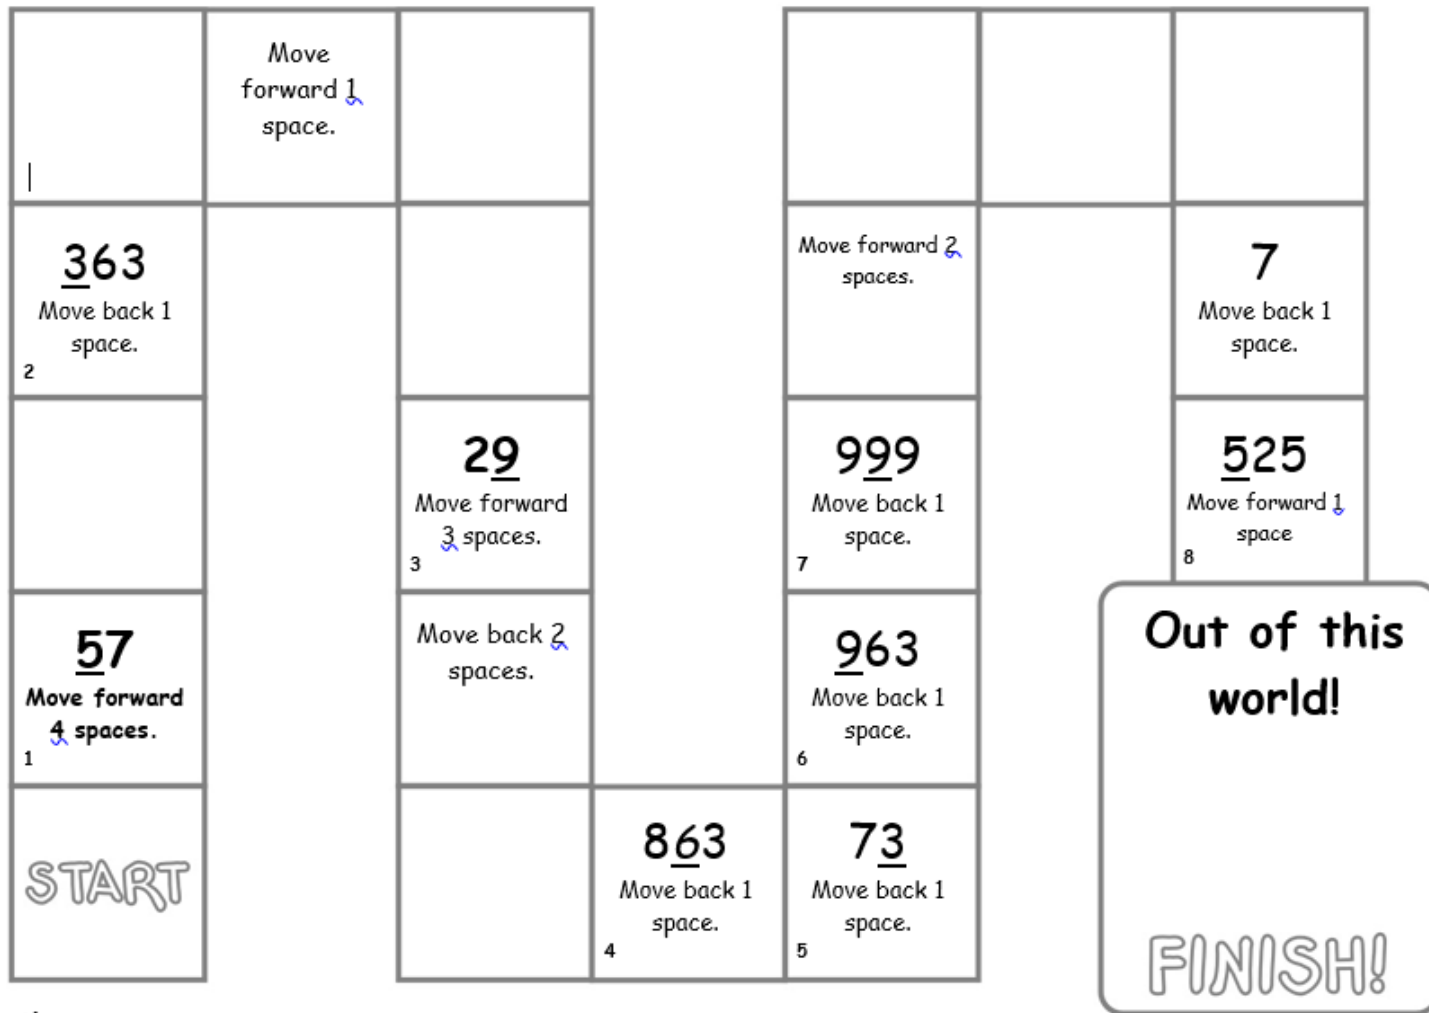 Move
forward 1
space.
363
Move back 1
space.
2
Move forward 2
spaces.
7
Move back 1
space.
29
Move forward
3 spaces.
3
999
Move back 1
space.
7
525
Move forward 1
space
8
57
Move forward
4 spaces.
1
Move back 2
spaces.
963
Move back 1
space.
6
Out of this
world!
START
863
Move back 1
space.
4
73
Move back 1
space.
5
FINISH!